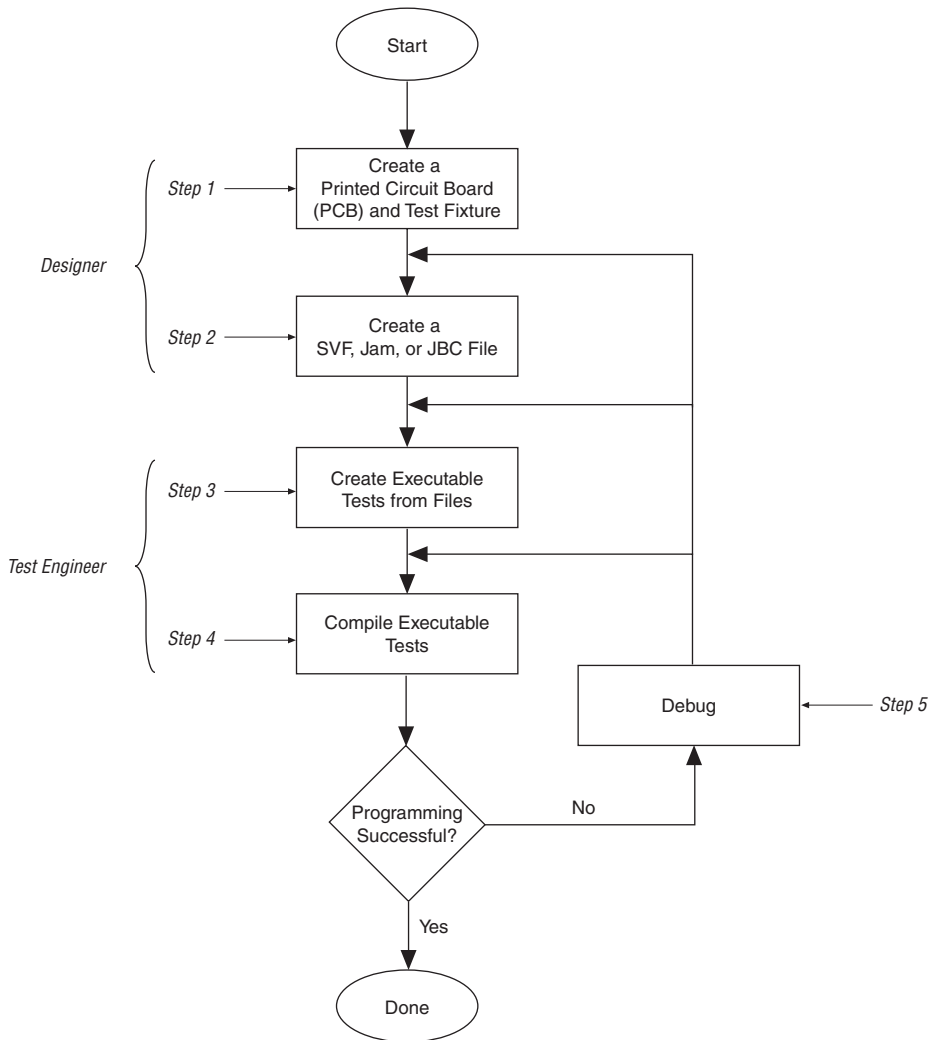 Start
Create a
Printed Circuit Board
(PCB) and Test Fixture
Step 1
Designer
Step 2
Create a
SVF, Jam, or JBC File
Step 3
Create Executable
Tests from Files
Test Engineer
Step 4
Compile Executable
Tests
Debug
Step 5
Programming
Successful?
No
Yes
Done